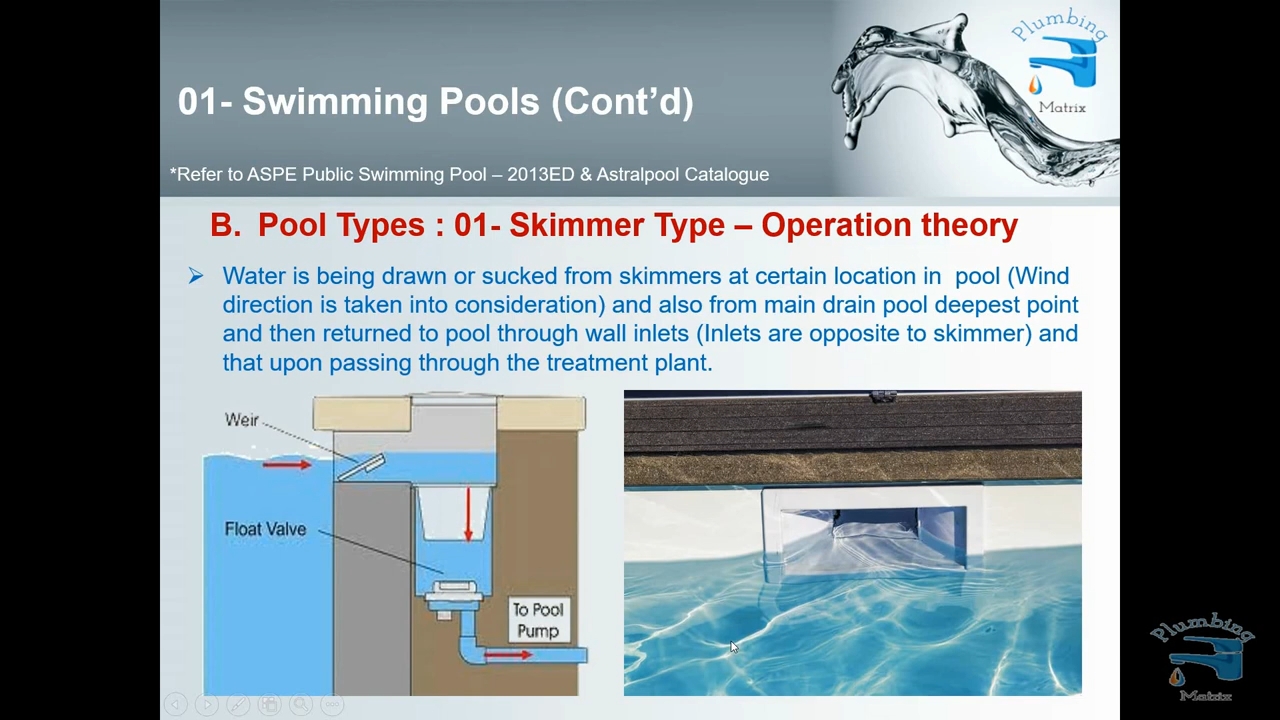 Plumbing
Matrix
01- Swimming Pools (Cont’d)
*Refer to ASPE Public Swimming Pool – 2013ED & Astralpool Catalogue
B. Pool Types : 01- Skimmer Type – Operation theory
Water is being drawn or sucked from skimmers at certain location in pool (Wind
direction is taken into consideration) and also from main drain pool deepest point
and then returned to pool through wall inlets (Inlets are opposite to skimmer) and
that upon passing through the treatment plant.
Weir
Float Valve
To Pool
Pump
Plumbing
Matrix